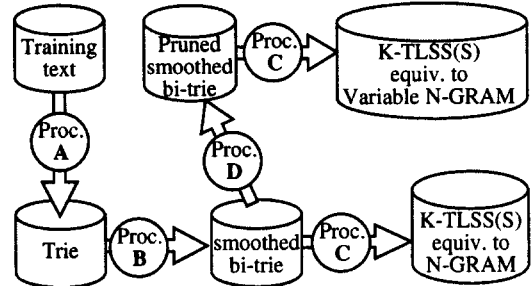 Training
text
Pruned
smoothed
bi-trie
Proc.
C
K-TLSS(S)
equiv. to
Variable N-GRAM
Proc.
A
Proc.
D
Trie
Proc.
B
smoothed
bi-trie
Proc.
C
K-TLSS(S)
equiv. to
N-GRAM